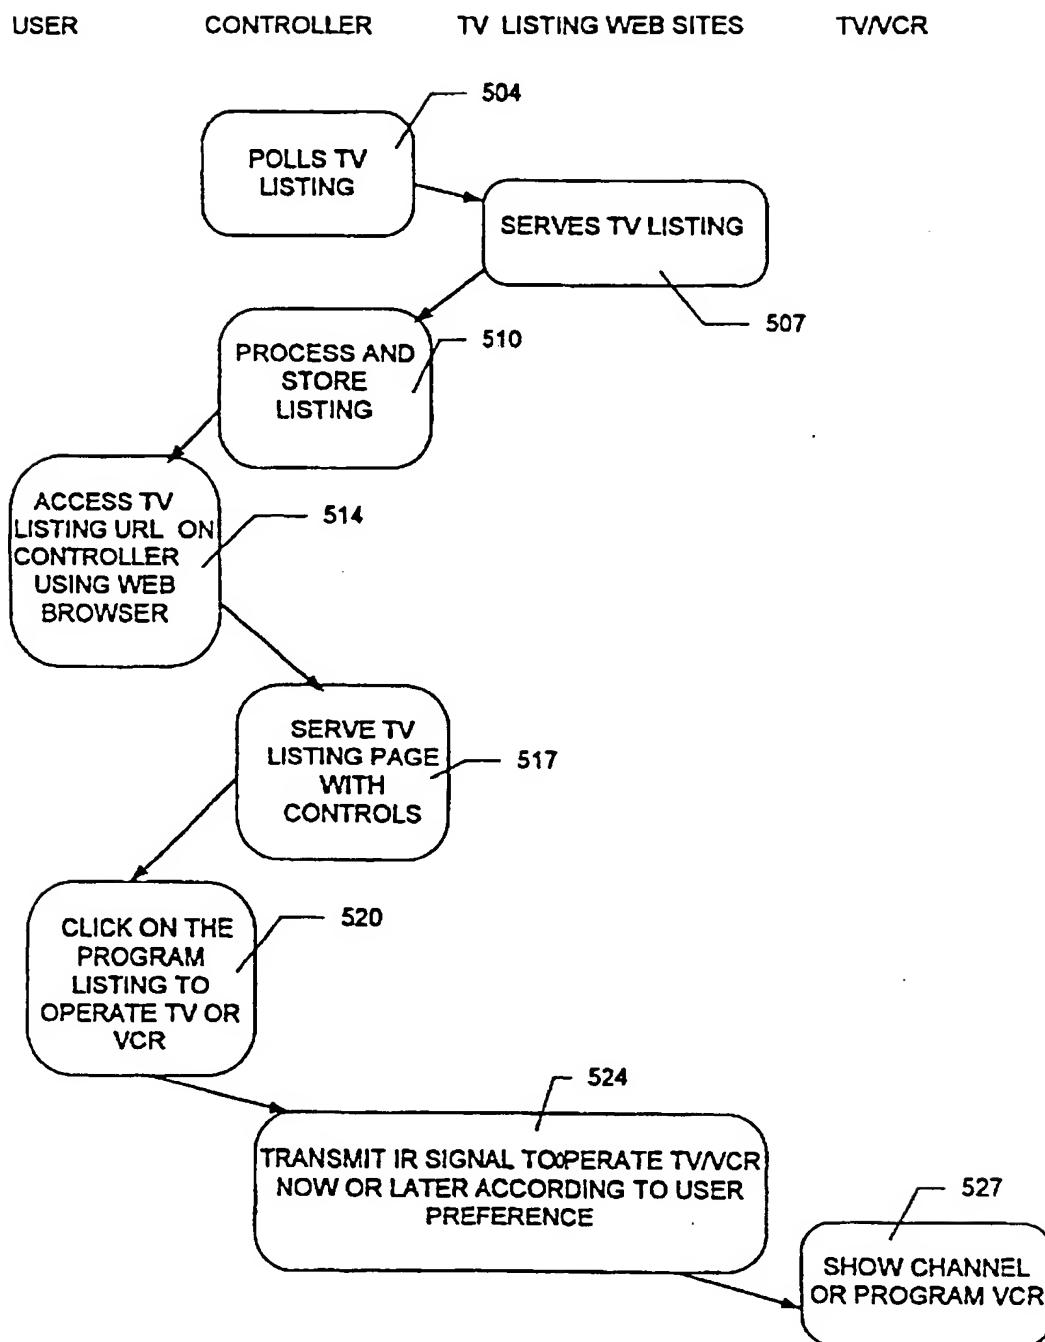 USER CONTROLLER TV LISTING WEB SITES TV/VCR
504
POLLS TV
LISTING
SERVES TV LISTING
507
510
PROCESS AND
STORE
LISTING
ACCESS TV
LISTING URL ON
CONTROLLER
USING WEB
BROWSER
514
SERVE TV
LISTING PAGE
WITH
CONTROLS
517
CLICK ON THE
PROGRAM
LISTING TO
OPERATE TV OR
VCR
520
524
TRANSMIT IR SIGNAL TO OPERATE TV/VCR
NOW OR LATER ACCORDING TO USER
PREFERENCE
527
SHOW CHANNEL
OR PROGRAM VCR